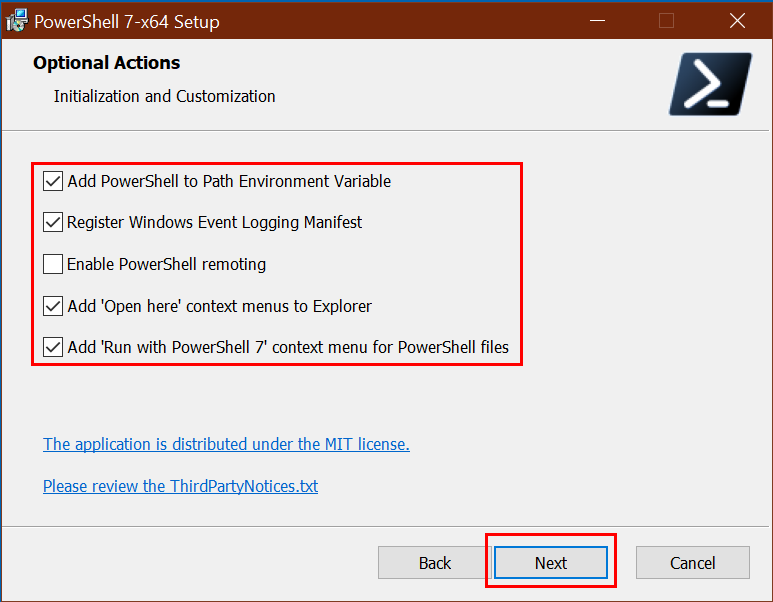 PowerShell 7-x64 Setup
Optional Actions
Initialization and Customization
Add PowerShell to Path Environment Variable
Register Windows Event Logging Manifest
Enable PowerShell remoting
Add 'Open here' context menus to Explorer
Add 'Run with PowerShell 7' context menu for PowerShell files
The application is distributed under the MIT license.
Please review the ThirdPartyNotices.txt
Back Next Cancel